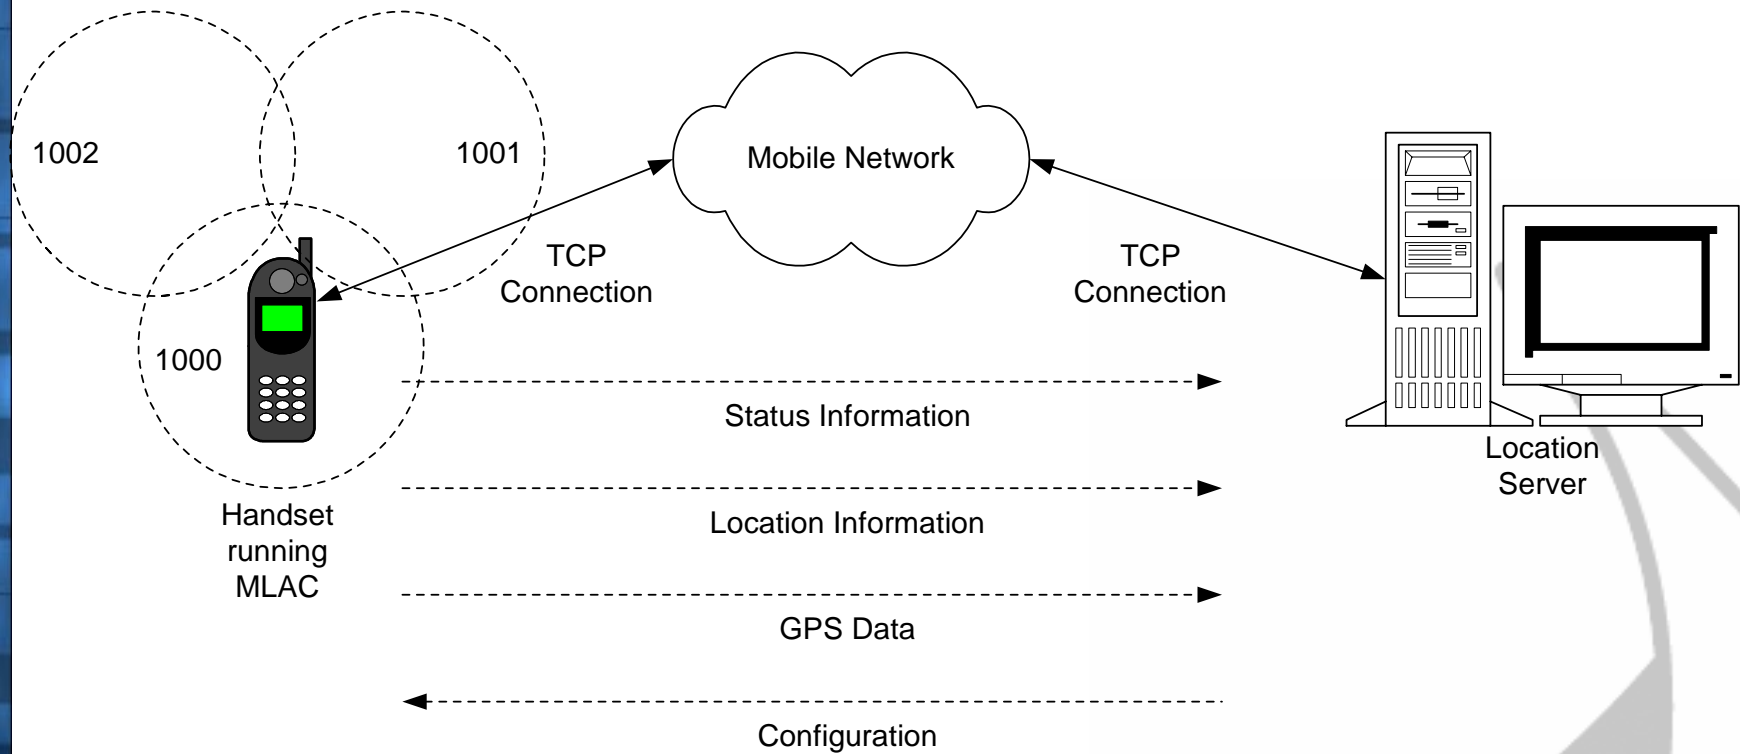 1002
1001
Mobile Network
TCP
Connection
TCP
Connection
1000
Status Information
Location
Server
Handset
running
MLAC
Location Information
GPS Data
Configuration